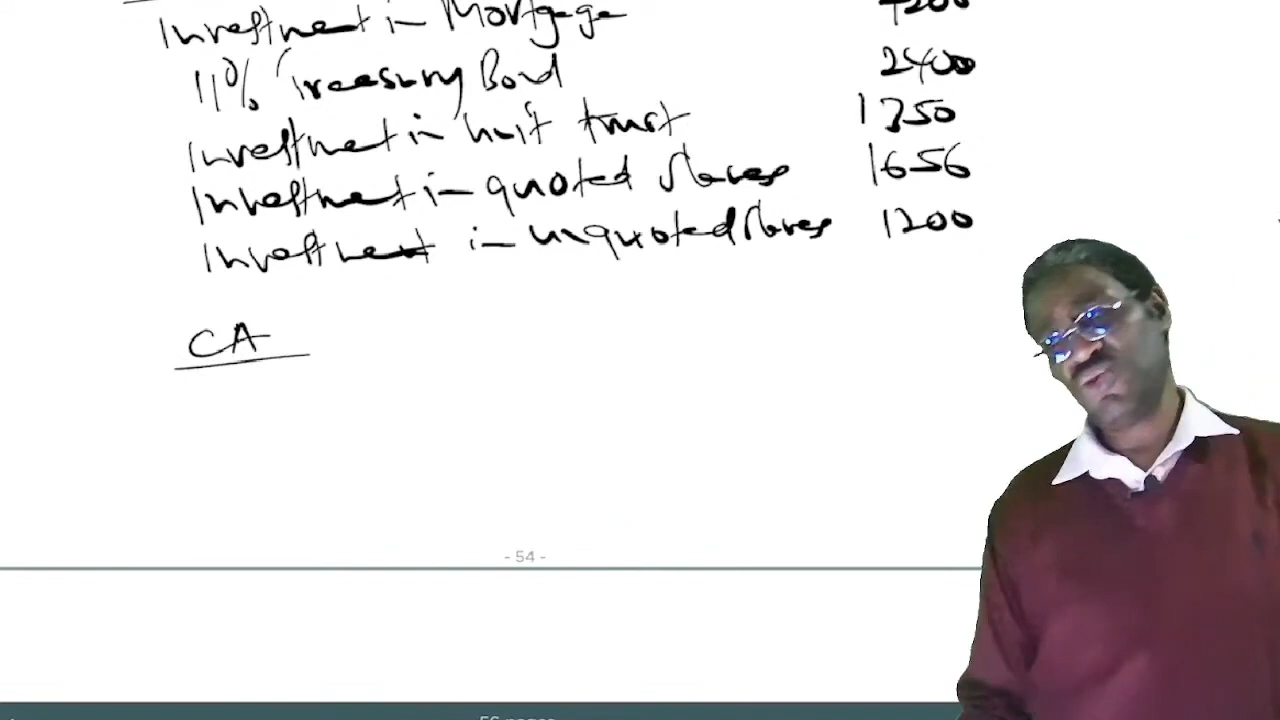 Investment in Mortgage
11% Treasury Bond 2400
Investment in unit trust 1350
Investment in quoted shares 1656
Investment in unquoted shares 1200
CA
- 54 -